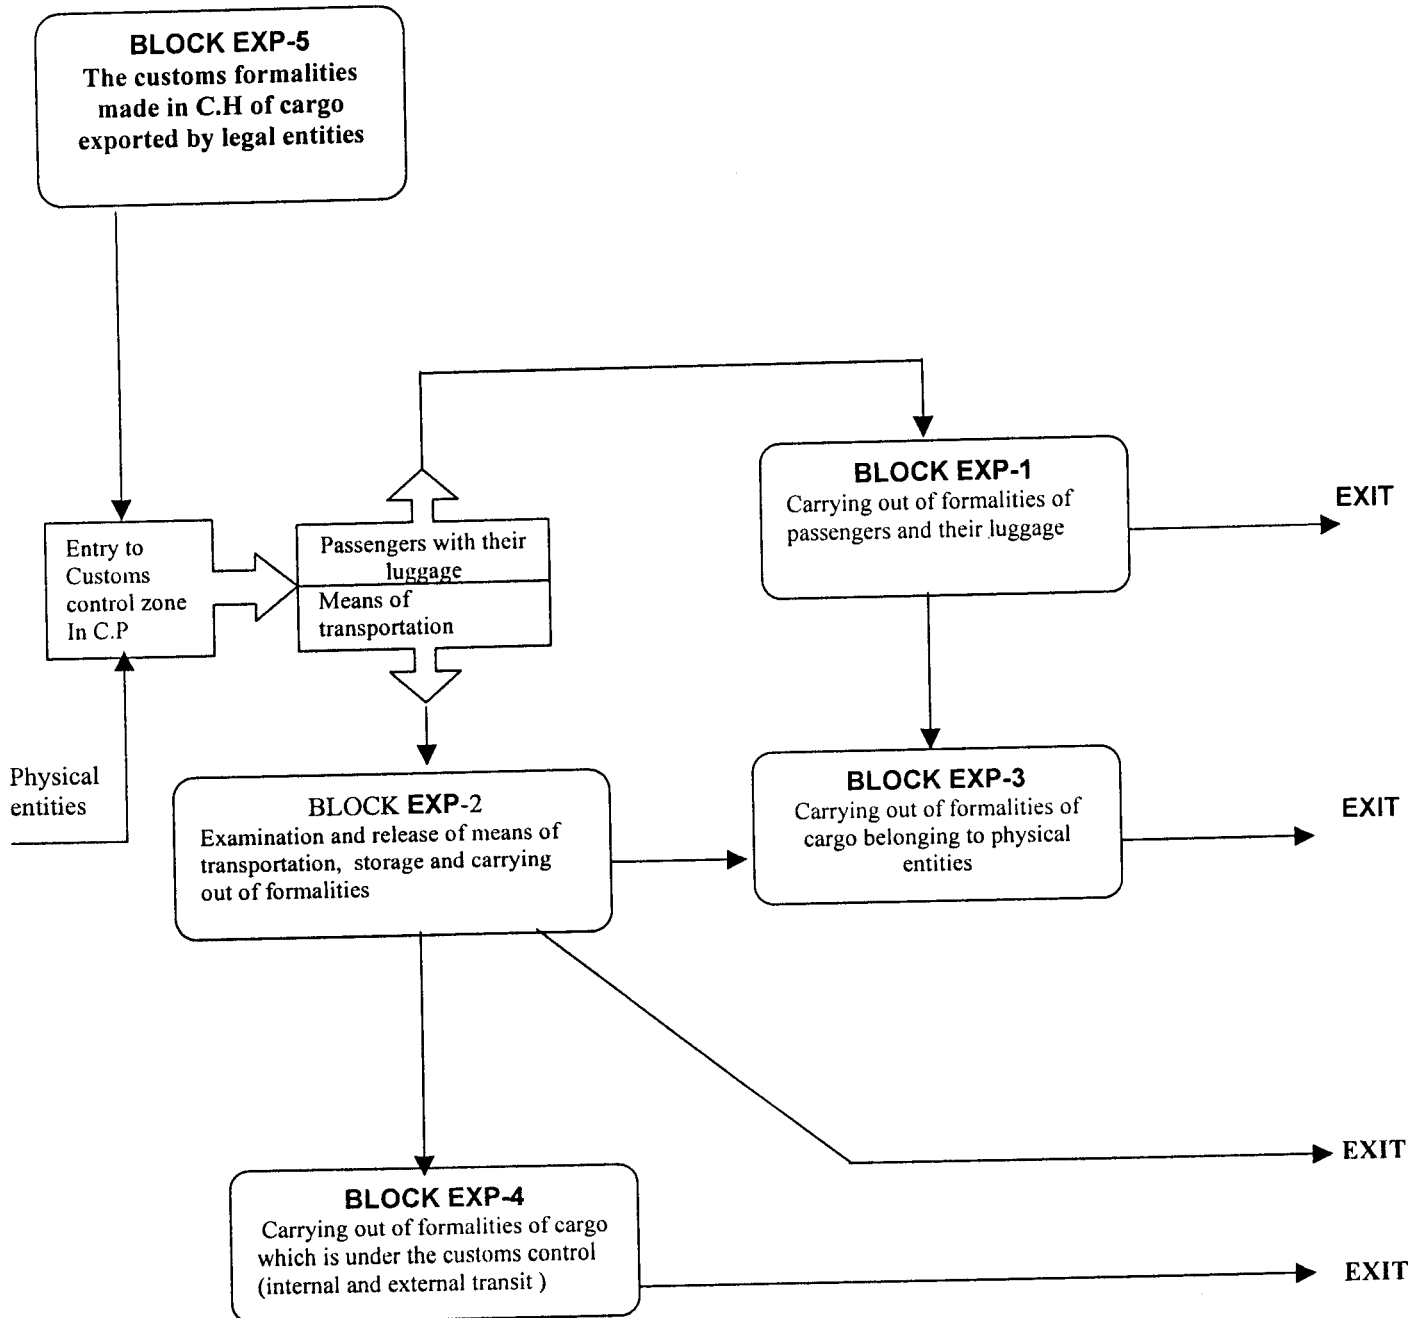 BLOCK EXP-5
The customs formalities
made in C.H of cargo
exported by legal entities
BLOCK EXP-1
Carrying out of formalities of
passengers and their luggage
EXIT
Entry to
Customs
control zone
In C.P
Passengers with their
luggage
Means of
transportation
Physical
entities
BLOCK EXP-2
Examination and release of means of
transportation, storage and carrying
out of formalities
BLOCK EXP-3
Carrying out of formalities of
cargo belonging to physical
entities
EXIT
EXIT
BLOCK EXP-4
Carrying out of formalities of cargo
which is under the customs control
(internal and external transit )
EXIT